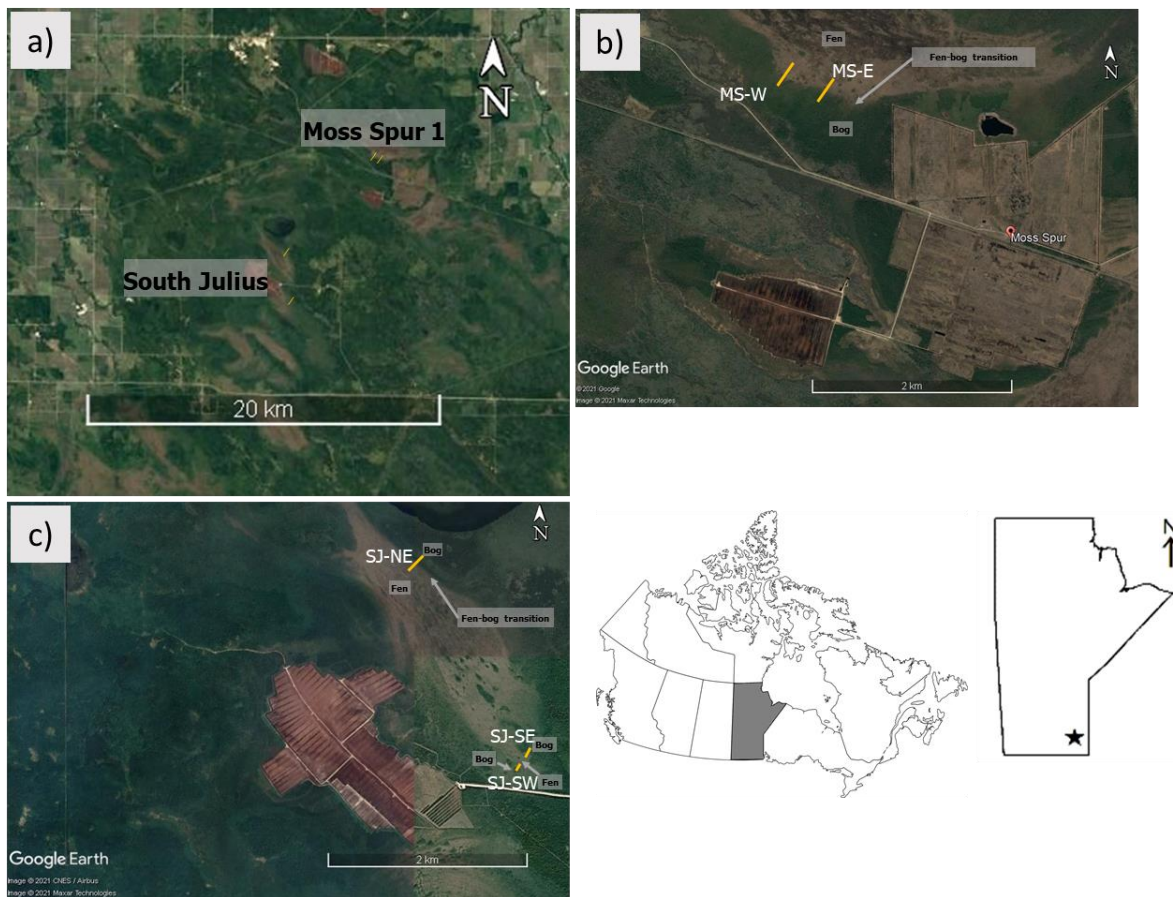 a)
N
Moss Spur 1
South Julius
20 km
b)
Fen
Fen-bog transition
MS-E
MS-W
N
Bog
Moss Spur
Google Earth
© 2021 Google
Image © 2021 Maxar Technologies
2 km
c)
N
SJ-NE
Bog
Fen
Fen-bog transition
SJ-SE
Bog
Bog
SJ-SW
Fen
Google Earth
2 km
Image © 2021 CNES / Airbus
Image © 2021 Maxar Technologies
N